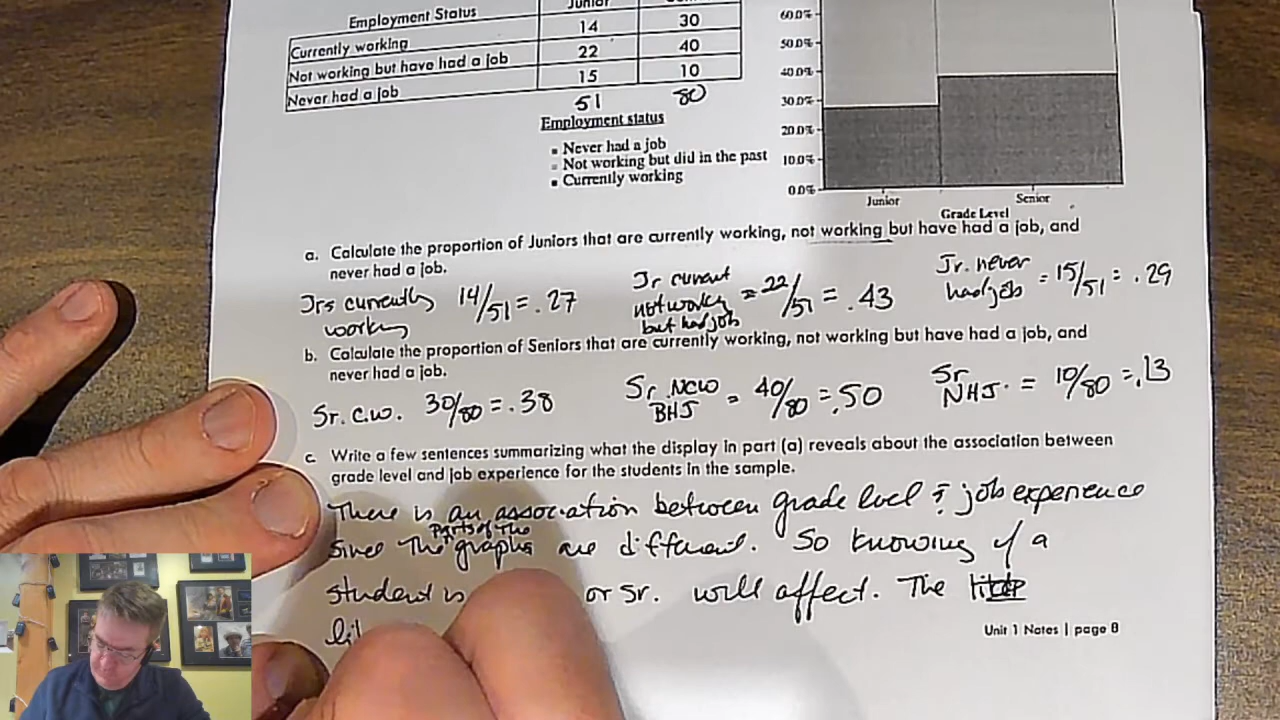 Employment Status Junior
Currently working 14 30
Not working but have had a job 22 40
Never had a job 15 10
51 80
Employment status
Never had a job
Not working but did in the past
Currently working
60.0%
50.0%
40.0%
30.0%
20.0%
10.0%
0.0%
Junior Senior
Grade Level
a. Calculate the proportion of Juniors that are currently working, not working but have had a job, and
never had a job.
Jrs currently working 14/51 = .27
Jr current not working but had job = 22/51 = .43
Jr. never had job = 15/51 = .29
b. Calculate the proportion of Seniors that are currently working, not working but have had a job, and
never had a job.
Sr. C.W. 30/80 = .38
Sr. NCW BHJ = 40/80 = .50
Sr NHJ. = 10/80 = .13
c. Write a few sentences summarizing what the display in part (a) reveals about the association between
grade level and job experience for the students in the sample.
There is an association between grade level & job experience
Since the parts of the graphs are different. So knowing if a
student is or Sr. will affect. The
Unit 1 Notes | page 8